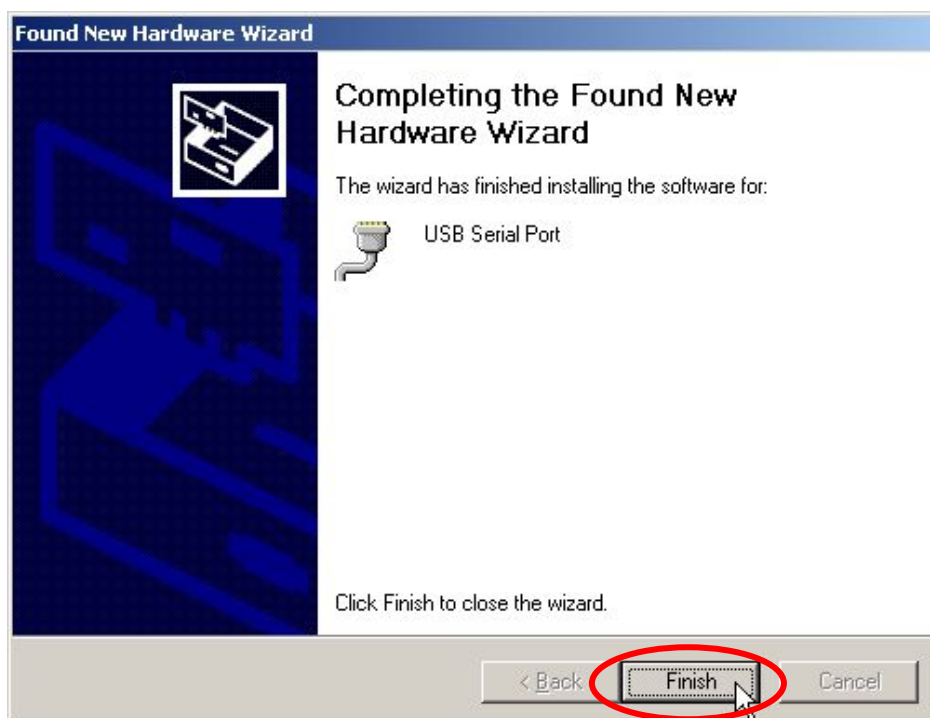 Found New Hardware Wizard
Completing the Found New
Hardware Wizard
The wizard has finished installing the software for:
USB Serial Port
Click Finish to close the wizard.
< Back
Finish
Cancel